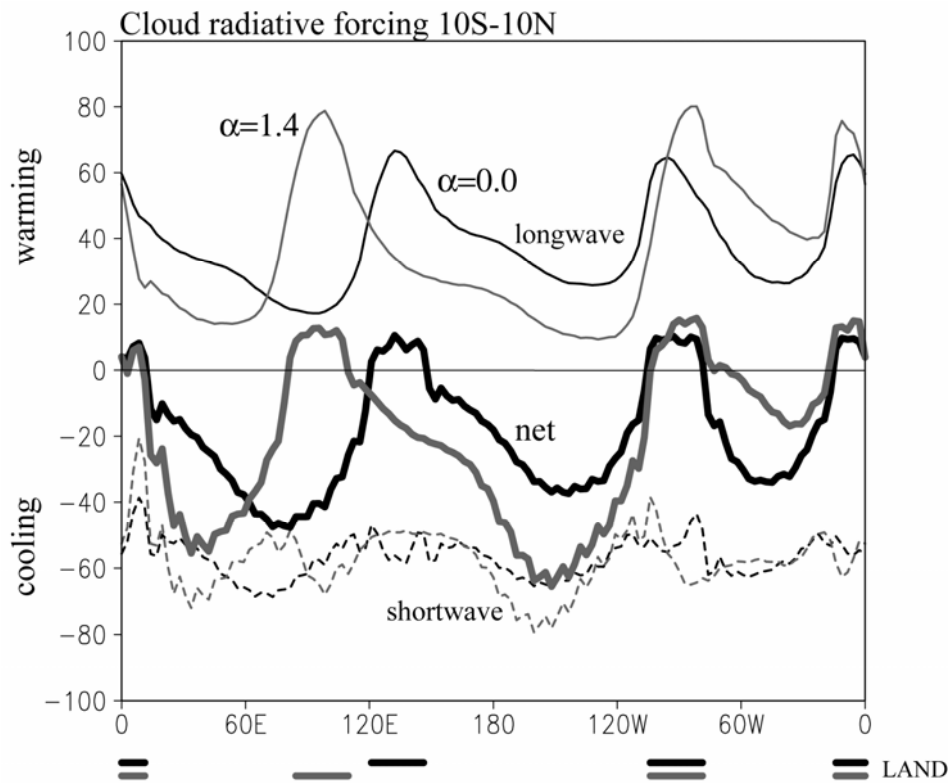 Cloud radiative forcing 10S-10N
100
80
60
40
20
0
−20
−40
−60
−80
−100
warming
cooling
α=1.4
α=0.0
longwave
net
shortwave
0 60E 120E 180 120W 60W 0
LAND